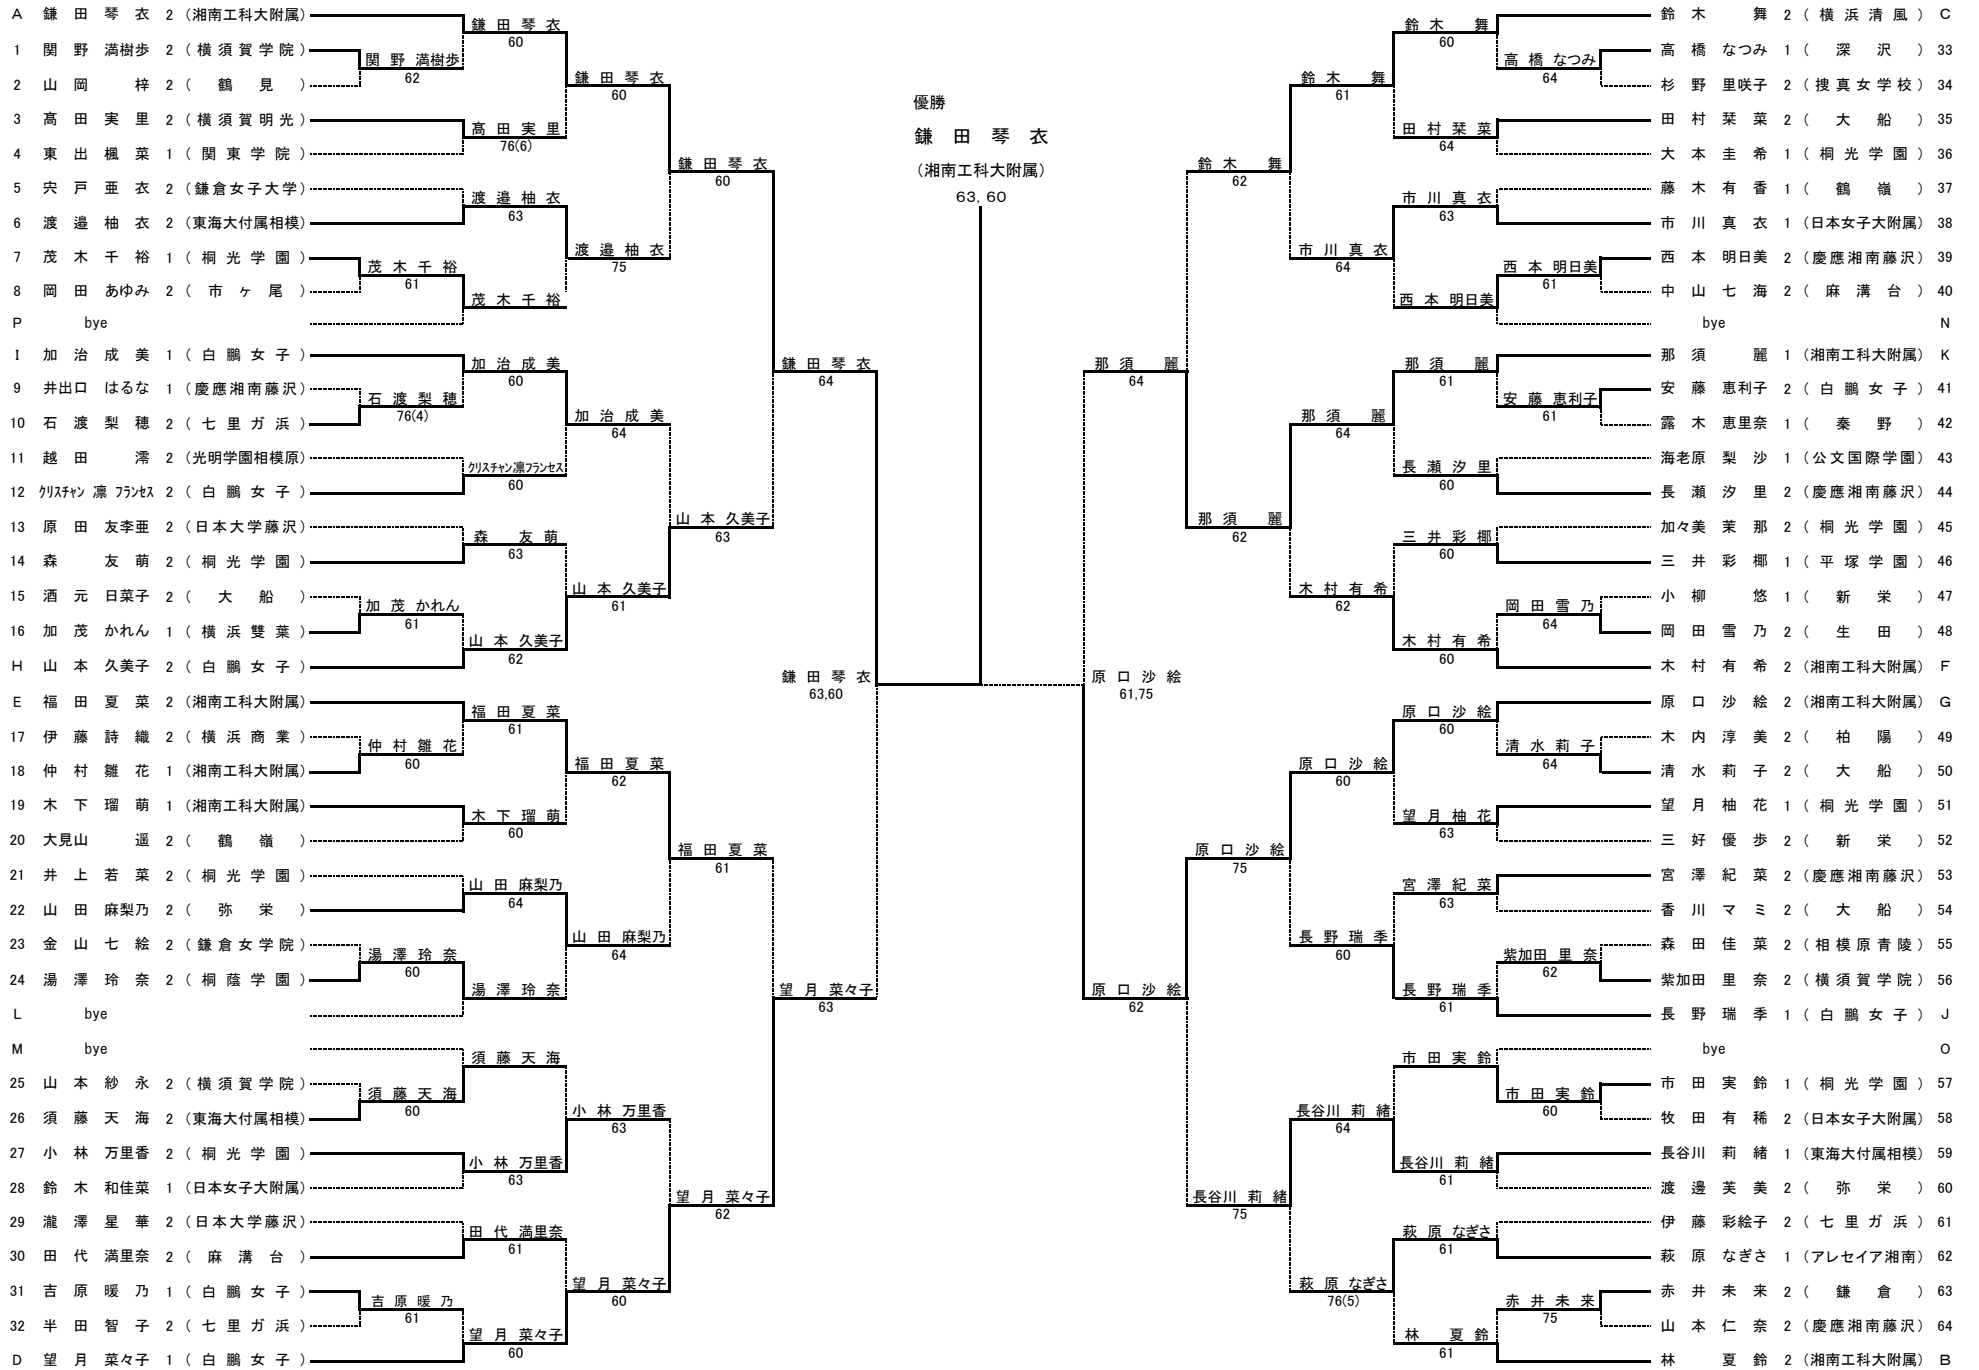 A 鎌田琴衣 2 (湘南工科大附属)
1 関野 満樹歩 2 (横須賀学院)
2 山岡 梓 2 (鶴見)
3 髙田実里 2 (横須賀明光)
4 東出楓菜 1 (関東学院)
5 宍戸亜衣 2 (鎌倉女子大学)
6 渡邉柚衣 2 (東海大付属相模)
7 茂木千裕 1 (桐光学園)
8 岡田 あゆみ 2 (市ヶ尾)
P bye
I 加治成美 1 (白鵬女子)
9 井出口 はるな 1 (慶應湘南藤沢)
10 石渡梨穂 2 (七里ガ浜)
11 越田 澪 2 (光明学園相模原)
12 クリスチャン 凛 フランセス 2 (白鵬女子)
13 原田 友李亜 2 (日本大学藤沢)
14 森 友萌 2 (桐光学園)
15 酒元 日菜子 2 (大船)
16 加茂 かれん 1 (横浜雙葉)
H 山本 久美子 2 (白鵬女子)
E 福田夏菜 2 (湘南工科大附属)
17 伊藤詩織 2 (横浜商業)
18 仲村雛花 1 (湘南工科大附属)
19 木下瑠萌 1 (湘南工科大附属)
20 大見山 遥 2 (鶴嶺)
21 井上若菜 2 (桐光学園)
22 山田 麻梨乃 2 (弥栄)
23 金山七絵 2 (鎌倉女学院)
24 湯澤玲奈 2 (桐蔭学園)
L bye
M bye
25 山本紗永 2 (横須賀学院)
26 須藤天海 2 (東海大付属相模)
27 小林 万里香 2 (桐光学園)
28 鈴木 和佳菜 1 (日本女子大附属)
29 瀧澤星華 2 (日本大学藤沢)
30 田代 満里奈 2 (麻溝台)
31 吉原暖乃 1 (白鵬女子)
32 半田智子 2 (七里ガ浜)
D 望月 菜々子 1 (白鵬女子)
関野 満樹歩
62
茂木千裕
61
石渡梨穂
76(4)
加茂 かれん
61
仲村雛花
60
湯澤玲奈
60
須藤天海
60
吉原暖乃
61
鎌田琴衣
60
髙田実里
76(6)
渡邉柚衣
63
茂木千裕
加治成美
60
クリスチャン凛フランセス
60
森 友萌
63
山本 久美子
62
福田夏菜
61
木下瑠萌
60
山田 麻梨乃
64
湯澤玲奈
須藤天海
小林 万里香
63
田代 満里奈
61
望月 菜々子
60
鎌田琴衣
60
渡邉柚衣
75
加治成美
64
山本 久美子
61
福田夏菜
62
山田 麻梨乃
64
小林 万里香
63
望月 菜々子
60
鎌田琴衣
60
山本 久美子
63
福田夏菜
61
望月 菜々子
62
鎌田琴衣
64
望月 菜々子
63
鎌田琴衣
63,60
優勝
鎌田琴衣
(湘南工科大附属)
63, 60
原口沙絵
61,75
那須 麗
64
原口沙絵
62
鈴木 舞
62
那須 麗
62
原口沙絵
75
長谷川 莉緒
75
鈴木 舞
61
市川真衣
64
那須 麗
64
木村有希
62
原口沙絵
60
長野瑞季
60
長谷川 莉緒
64
萩原 なぎさ
76(5)
鈴木 舞
60
田村栞菜
64
市川真衣
63
西本 明日美
那須 麗
61
長瀬汐里
60
三井彩椰
60
木村有希
60
原口沙絵
60
望月柚花
63
宮澤紀菜
63
長野瑞季
61
市田実鈴
長谷川 莉緒
61
萩原 なぎさ
61
林 夏鈴
61
高橋 なつみ
64
西本 明日美
61
安藤 恵利子
61
岡田雪乃
64
清水莉子
64
紫加田 里奈
62
市田実鈴
60
赤井未来
75
鈴木 舞 2 (横浜清風) C
高橋 なつみ 1 (深沢) 33
杉野 里咲子 2 (捜真女学校) 34
田村栞菜 2 (大船) 35
大本圭希 1 (桐光学園) 36
藤木有香 1 (鶴嶺) 37
市川真衣 1 (日本女子大附属) 38
西本 明日美 2 (慶應湘南藤沢) 39
中山七海 2 (麻溝台) 40
bye N
那須 麗 1 (湘南工科大附属) K
安藤 恵利子 2 (白鵬女子) 41
露木 恵里奈 1 (秦野) 42
海老原 梨沙 1 (公文国際学園) 43
長瀬汐里 2 (慶應湘南藤沢) 44
加々美 茉那 2 (桐光学園) 45
三井彩椰 1 (平塚学園) 46
小柳 悠 1 (新栄) 47
岡田雪乃 2 (生田) 48
木村有希 2 (湘南工科大附属) F
原口沙絵 2 (湘南工科大附属) G
木内淳美 2 (柏陽) 49
清水莉子 2 (大船) 50
望月柚花 1 (桐光学園) 51
三好優歩 2 (新栄) 52
宮澤紀菜 2 (慶應湘南藤沢) 53
香川マミ 2 (大船) 54
森田佳菜 2 (相模原青陵) 55
紫加田 里奈 2 (横須賀学院) 56
長野瑞季 1 (白鵬女子) J
bye O
市田実鈴 1 (桐光学園) 57
牧田有稀 2 (日本女子大附属) 58
長谷川 莉緒 1 (東海大付属相模) 59
渡邊芙美 2 (弥栄) 60
伊藤 彩絵子 2 (七里ガ浜) 61
萩原 なぎさ 1 (アレセイア湘南) 62
赤井未来 2 (鎌倉) 63
山本仁奈 2 (慶應湘南藤沢) 64
林 夏鈴 2 (湘南工科大附属) B